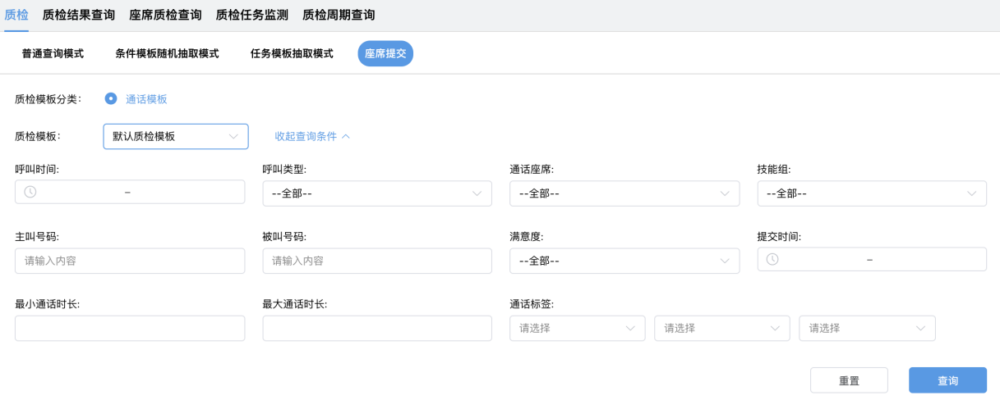 质检 质检结果查询 座席质检查询 质检任务监测 质检周期查询
普通查询模式 条件模板随机抽取模式 任务模板抽取模式 座席提交
质检模板分类: 通话模板
质检模板: 默认质检模板 收起查询条件
呼叫时间: 呼叫类型: 通话座席: 技能组:
– --全部-- --全部-- --全部--
主叫号码: 被叫号码: 满意度: 提交时间:
请输入内容 请输入内容 --全部-- –
最小通话时长: 最大通话时长: 通话标签:
请选择 请选择 请选择
重置 查询